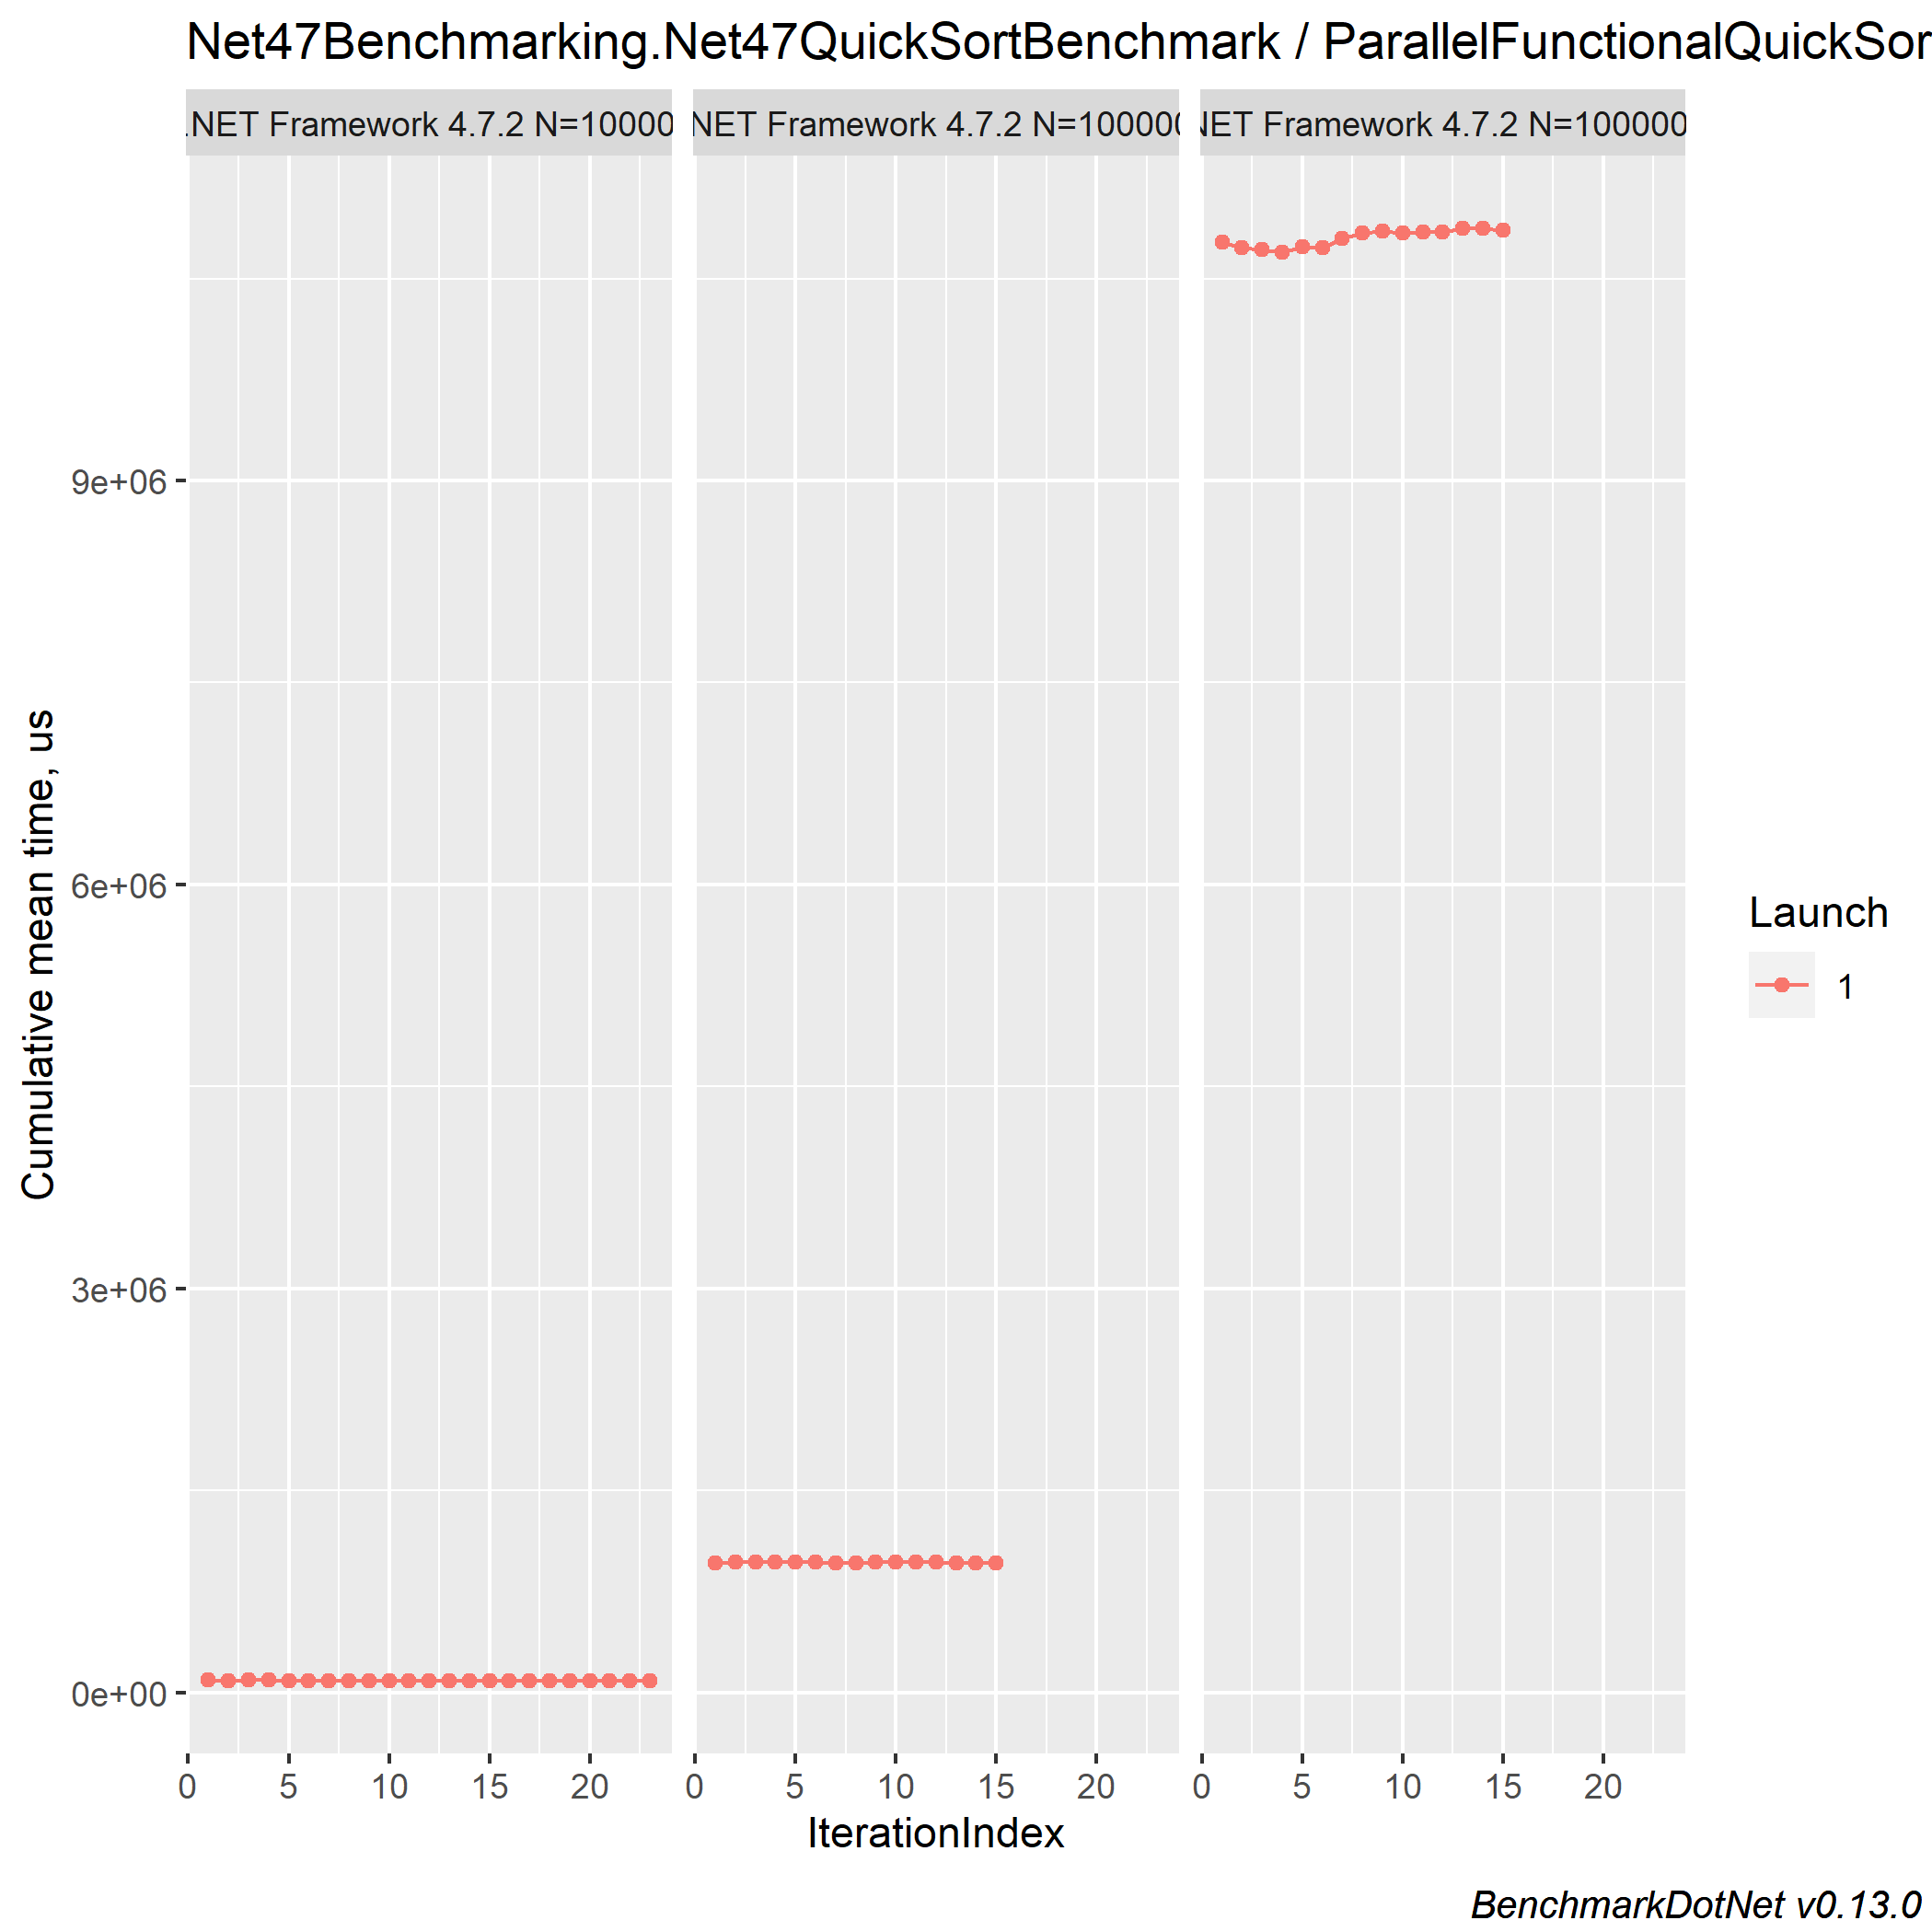 Net47Benchmarking.Net47QuickSortBenchmark / ParallelFunctionalQuickSor
.NET Framework 4.7.2 N=10000
NET Framework 4.7.2 N=100000
NET Framework 4.7.2 N=100000
9e+06
6e+06
3e+06
0e+00
Cumulative mean time, us
0 5 10 15 20
0 5 10 15 20
0 5 10 15 20
IterationIndex
Launch
1
BenchmarkDotNet v0.13.0